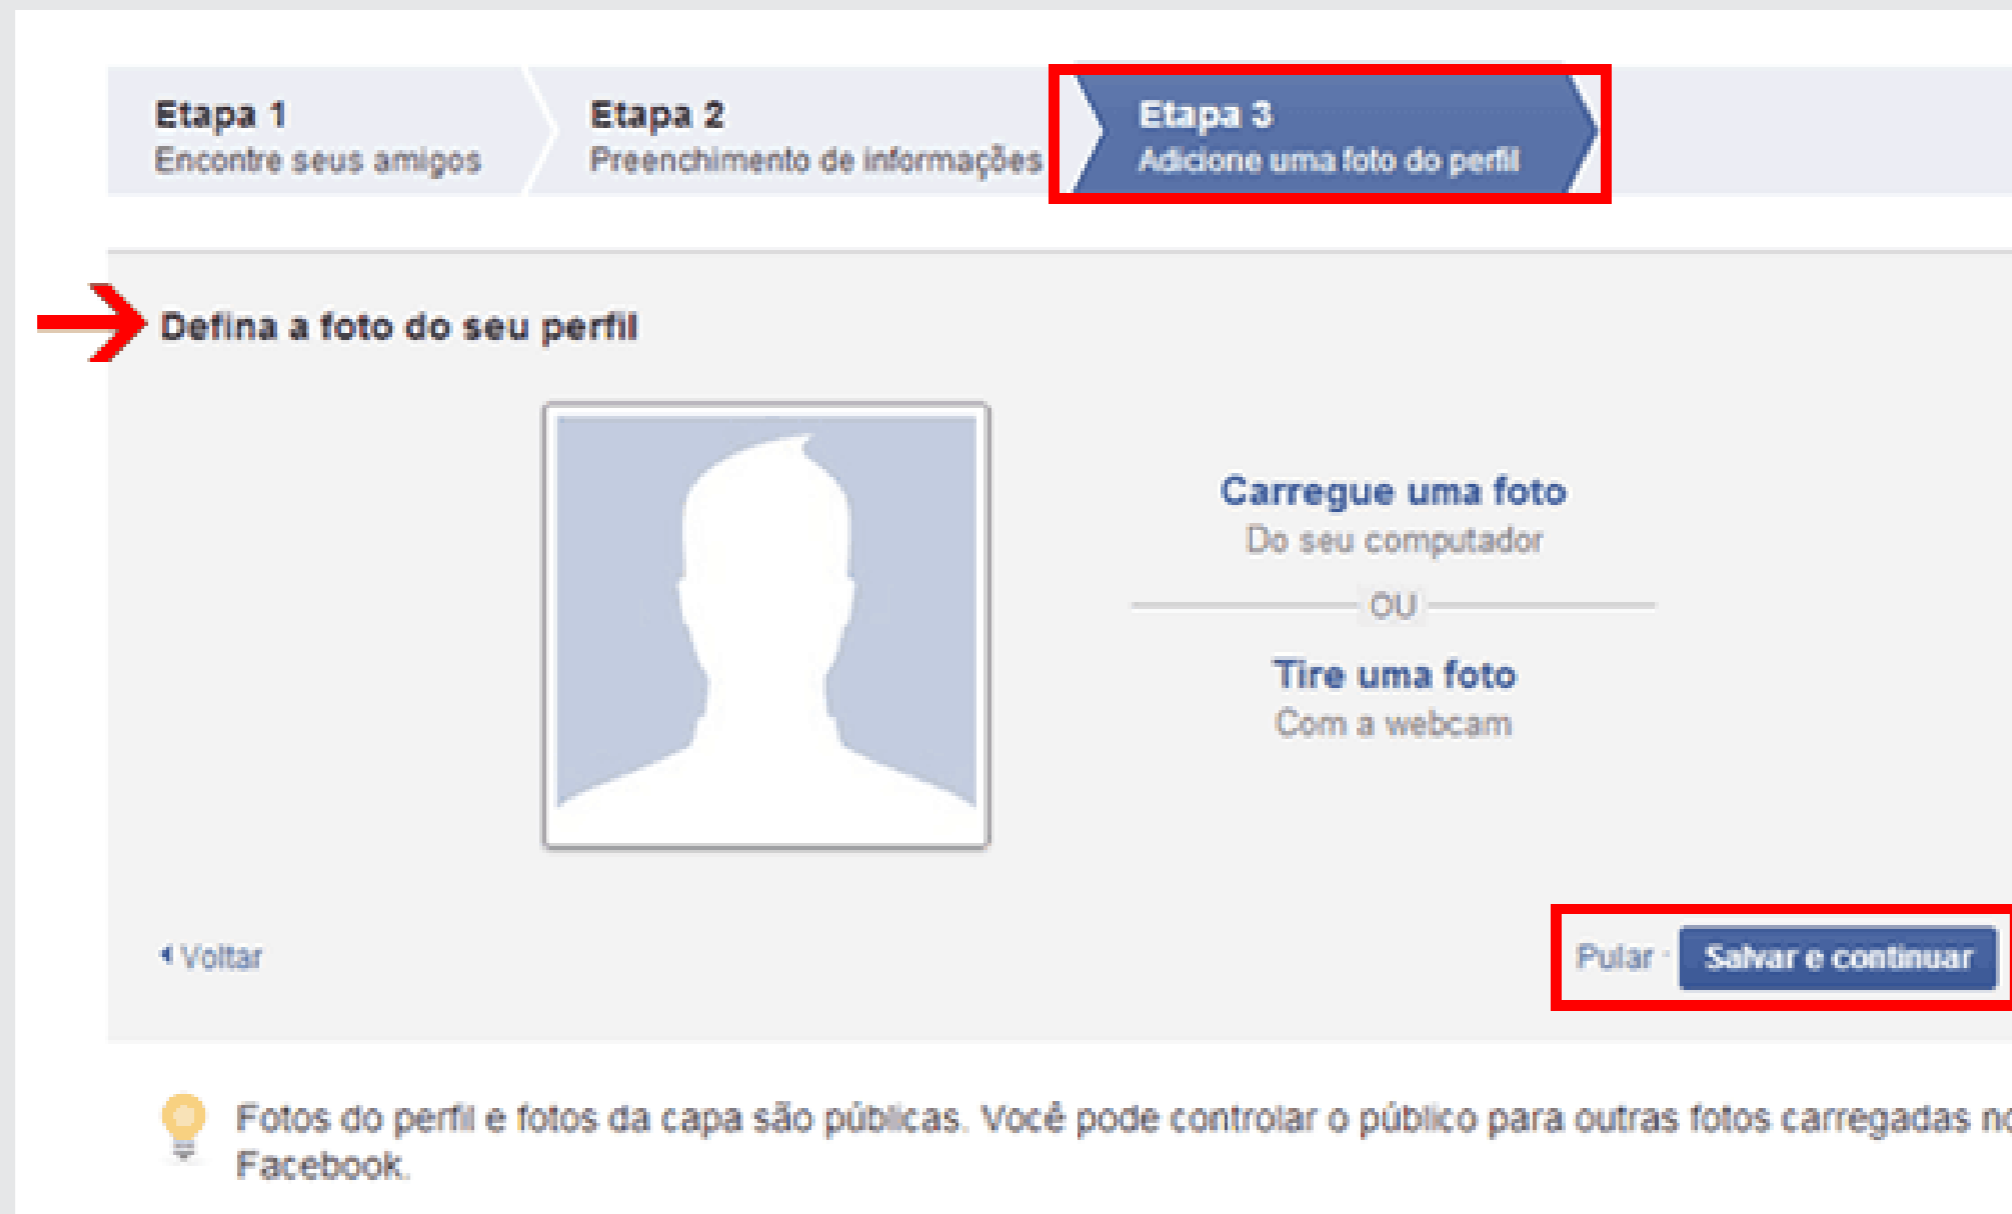 Etapa 1
Encontre seus amigos
Etapa 2
Preenchimento de informações
Etapa 3
Adicione uma foto do perfil
Defina a foto do seu perfil
Carregue uma foto
Do seu computador
OU
Tire uma foto
Com a webcam
Voltar
Pular · Salvar e continuar
Fotos do perfil e fotos da capa são públicas. Você pode controlar o público para outras fotos carregadas no
Facebook.